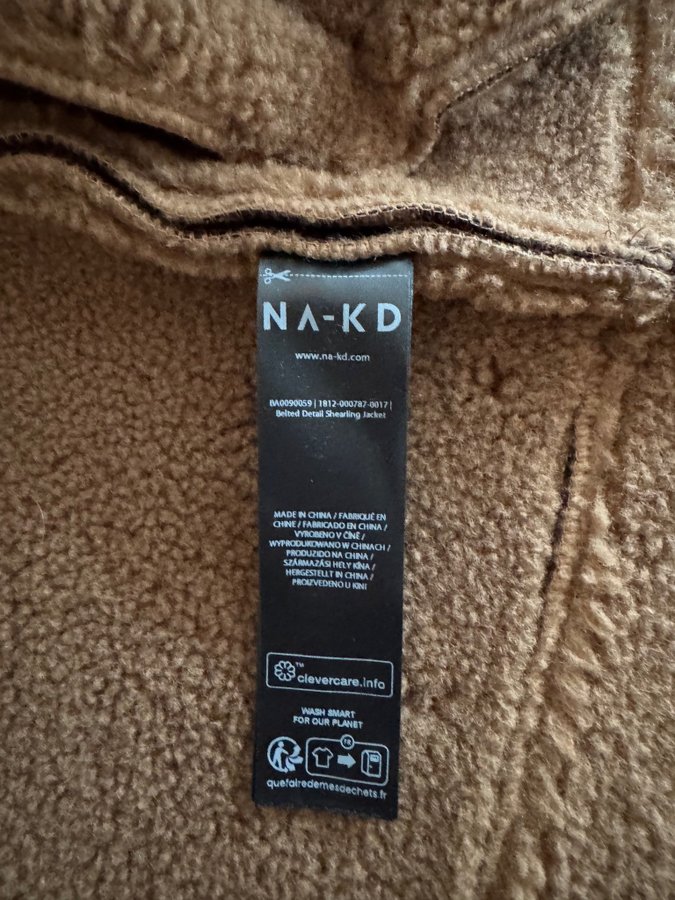 NA-KD
www.na-kd.com
BA0090059 | 1812-000787-0017 |
Belted Detail Shearling Jacket
MADE IN CHINA / FABRIQUÉ EN
CHINE / FABRICADO EN CHINA /
VYROBENO V ČÍNĚ /
WYPRODUKOWANO W CHINACH /
PRODUZIDO NA CHINA /
SZÁRMAZÁSI HELY KÍNA /
HERGESTELLT IN CHINA /
PROIZVEDENO U KINI
™
clevercare.info
WASH SMART
FOR OUR PLANET
FR
quefairedemesdechets.fr